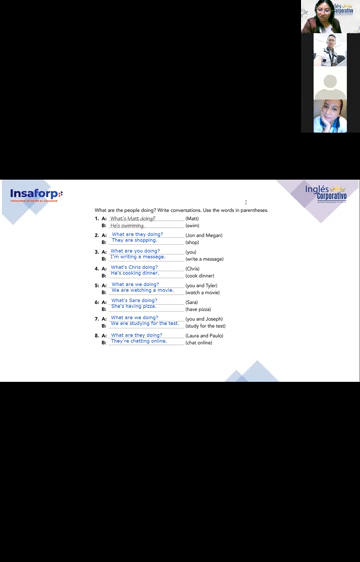 Inglés
Corporativo
Insaforp
Inglés
Corporativo
What are the people doing? Write conversations. Use the words in parentheses.
1. A: What's Matt doing? (Matt)
B: He's swimming. (swim)
2. A: What are they doing? (Jon and Megan)
B: They are shopping. (shop)
3. A: What are you doing? (you)
B: I'm writing a message. (write a message)
4. A: What's Chris doing? (Chris)
B: He's cooking dinner. (cook dinner)
5. A: What are we doing? (you and Tyler)
B: We are watching a movie. (watch a movie)
6. A: What's Sara doing? (Sara)
B: She's having pizza. (have pizza)
7. A: What are we doing? (you and Joseph)
B: We are studying for the test. (study for the test)
8. A: What are they doing? (Laura and Paulo)
B: They're chatting online. (chat online)